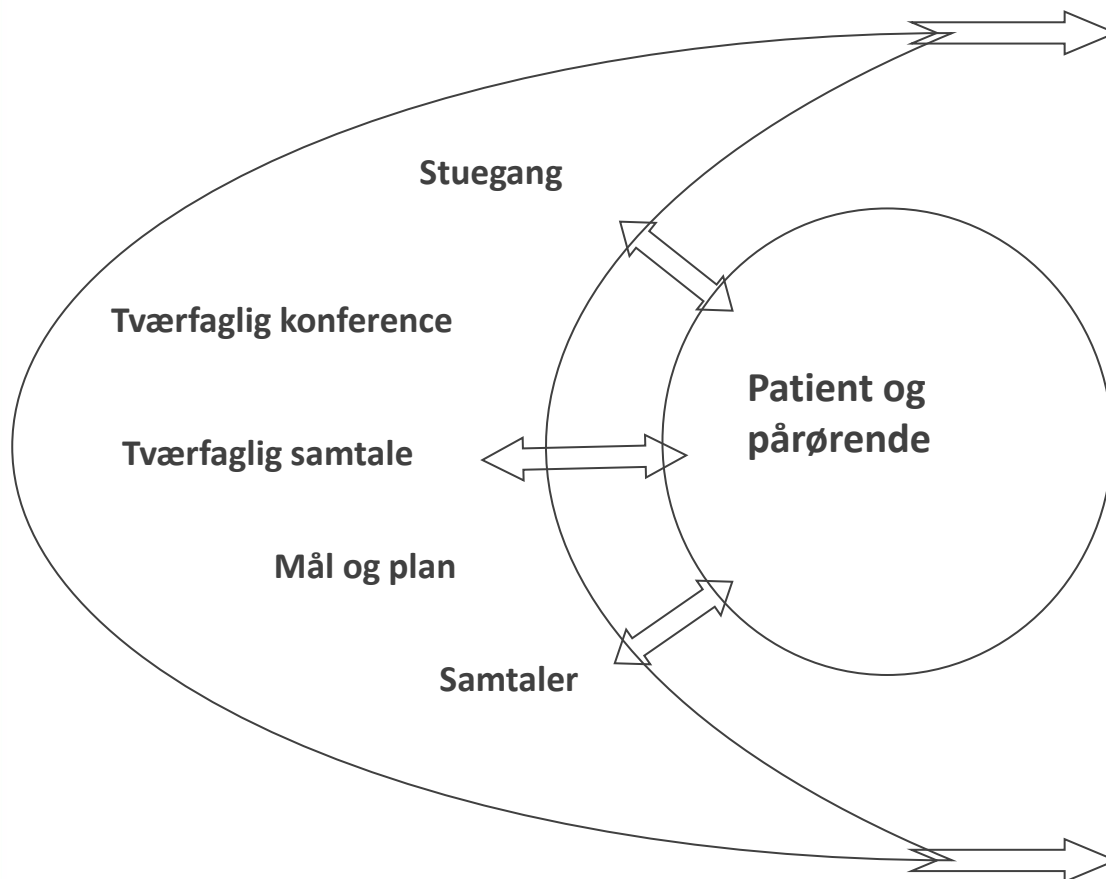 Stuegang
Tværfaglig konference
Patient og
pårørende
Tværfaglig samtale
Mål og plan
Samtaler